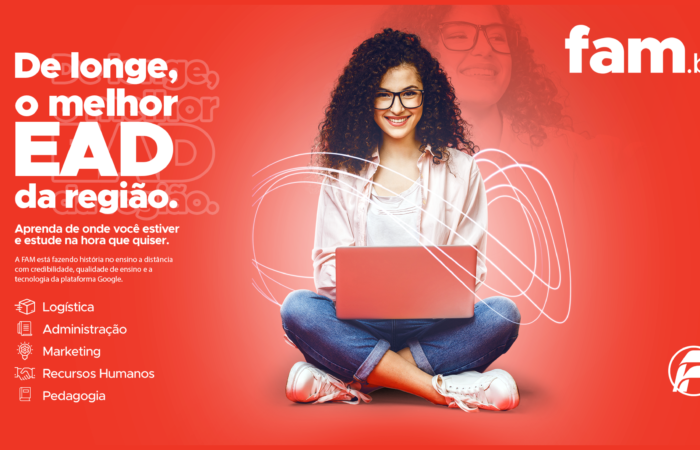 De longe,
o melhor
EAD
da região.
Aprenda de onde você estiver
e estude na hora que quiser.
A FAM está fazendo história no ensino a distância
com credibilidade, qualidade de ensino e a
tecnologia da plataforma Google.
Logística
Administração
Marketing
Recursos Humanos
Pedagogia
fam.b